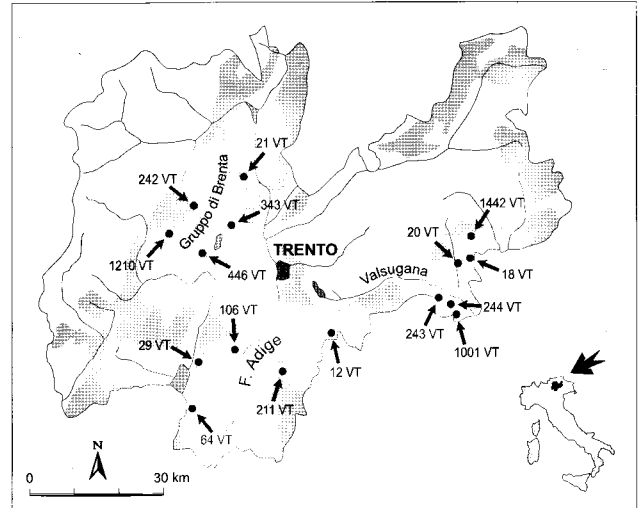 21 VT
242 VT
Gruppo di Brenta
343 VT
1442 VT
1210 VT
446 VT
TRENTO
20 VT
18 VT
Valsugana
106 VT
244 VT
243 VT
29 VT
F. Adige
12 VT
1001 VT
211 VT
64 VT
N
0 30 km